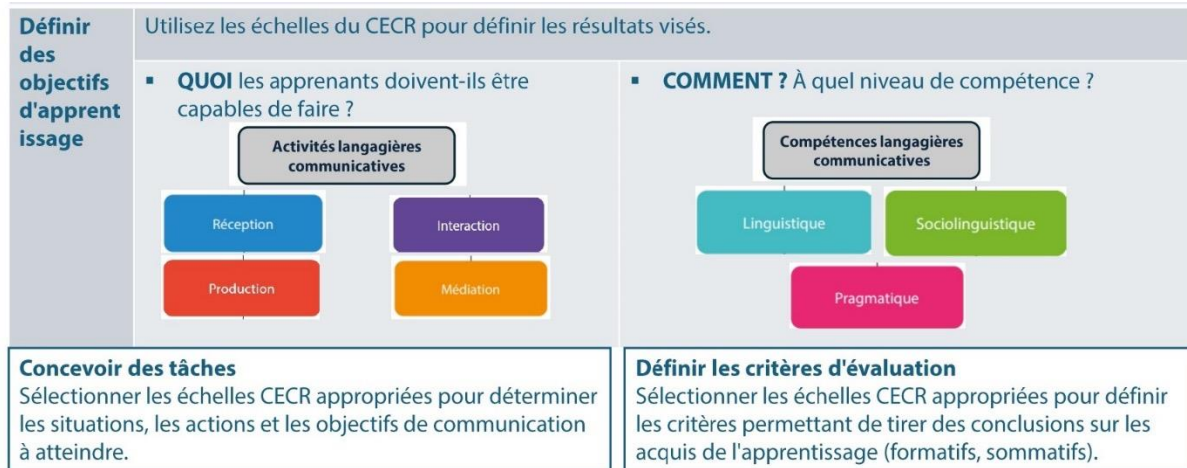 Définir
des
objectifs
d'apprent
issage
Utilisez les échelles du CECR pour définir les résultats visés.
▪ QUOI les apprenants doivent-ils être
capables de faire ?
Activités langagières
communicatives
Réception
Interaction
Production
Médiation
▪ COMMENT ? À quel niveau de compétence ?
Compétences langagières
communicatives
Linguistique
Sociolinguistique
Pragmatique
Concevoir des tâches
Sélectionner les échelles CECR appropriées pour déterminer
les situations, les actions et les objectifs de communication
à atteindre.
Définir les critères d'évaluation
Sélectionner les échelles CECR appropriées pour définir
les critères permettant de tirer des conclusions sur les
acquis de l'apprentissage (formatifs, sommatifs).